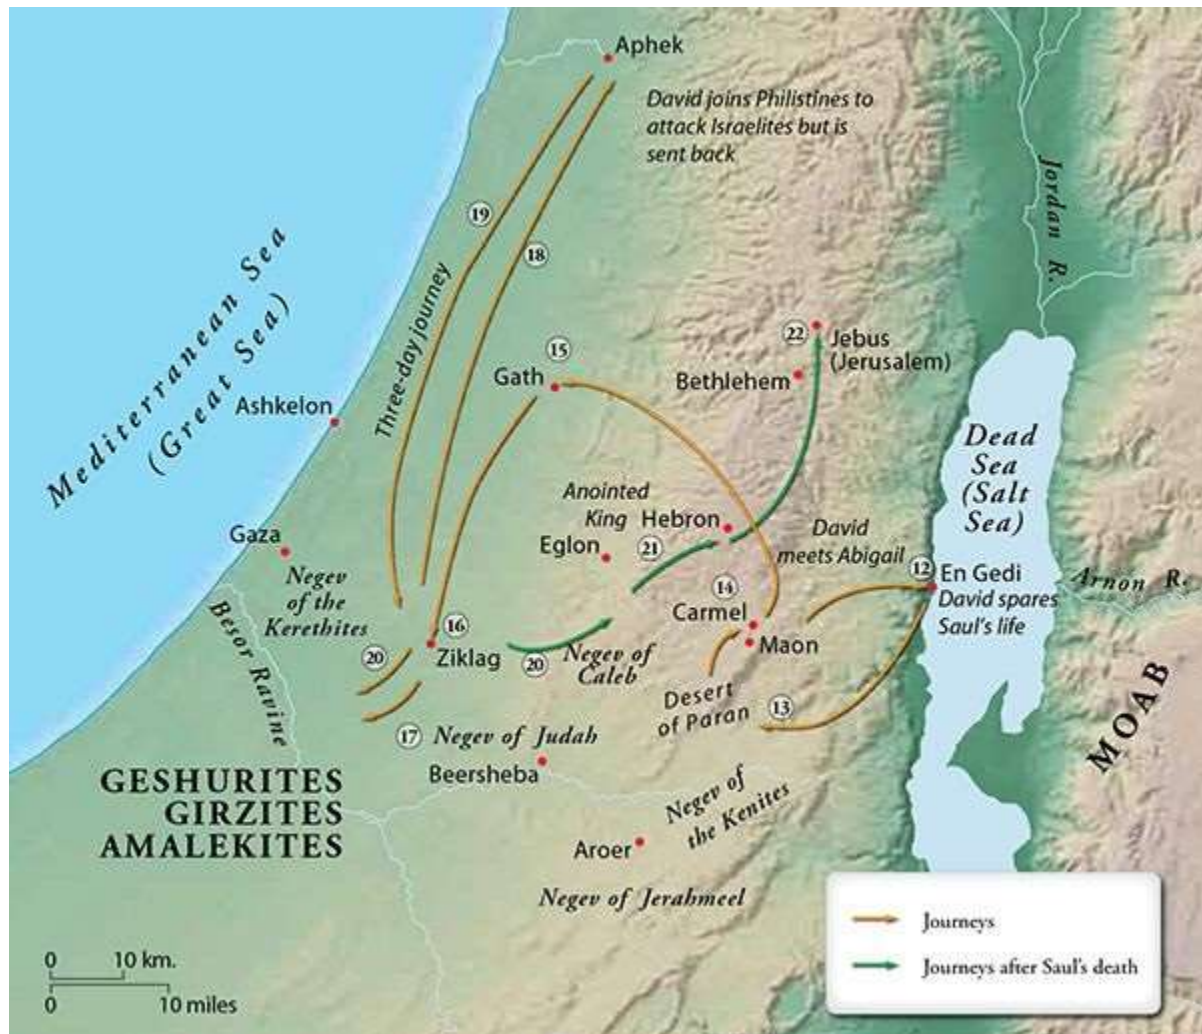 Aphek
David joins Philistines to
attack Israelites but is
sent back
Jordan R.
19
18
Mediterranean Sea
(Great Sea)
Three-day journey
22
Jebus
(Jerusalem)
15
Gath
Bethlehem
Ashkelon
Dead
Sea
(Salt
Sea)
Anointed
King
Hebron
David
meets Abigail
Gaza
Eglon
21
12
En Gedi
David spares
Saul's life
Arnon R.
Negev
of the
Kerethites
14
Carmel
Besor Ravine
16
Ziklag
Maon
20
20
Negev of
Caleb
Desert
of Paran
13
MOAB
17
Negev of Judah
Beersheba
GESHURITES
GIRZITES
AMALEKITES
Negev of
the Kenites
Aroer
Negev of Jerahmeel
Journeys
Journeys after Saul's death
0 10 km.
0 10 miles